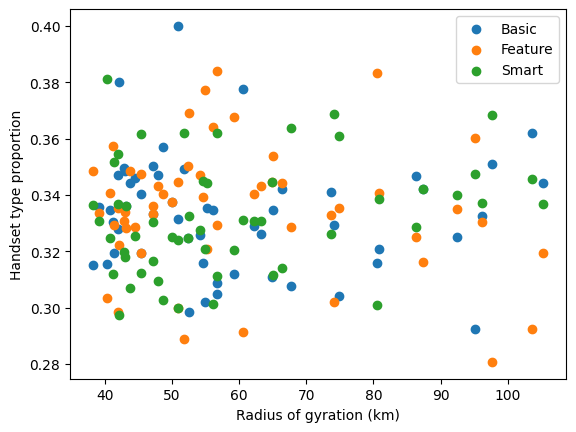 Basic
Feature
Smart
0.40
0.38
0.36
0.34
0.32
0.30
0.28
Handset type proportion
40 50 60 70 80 90 100
Radius of gyration (km)